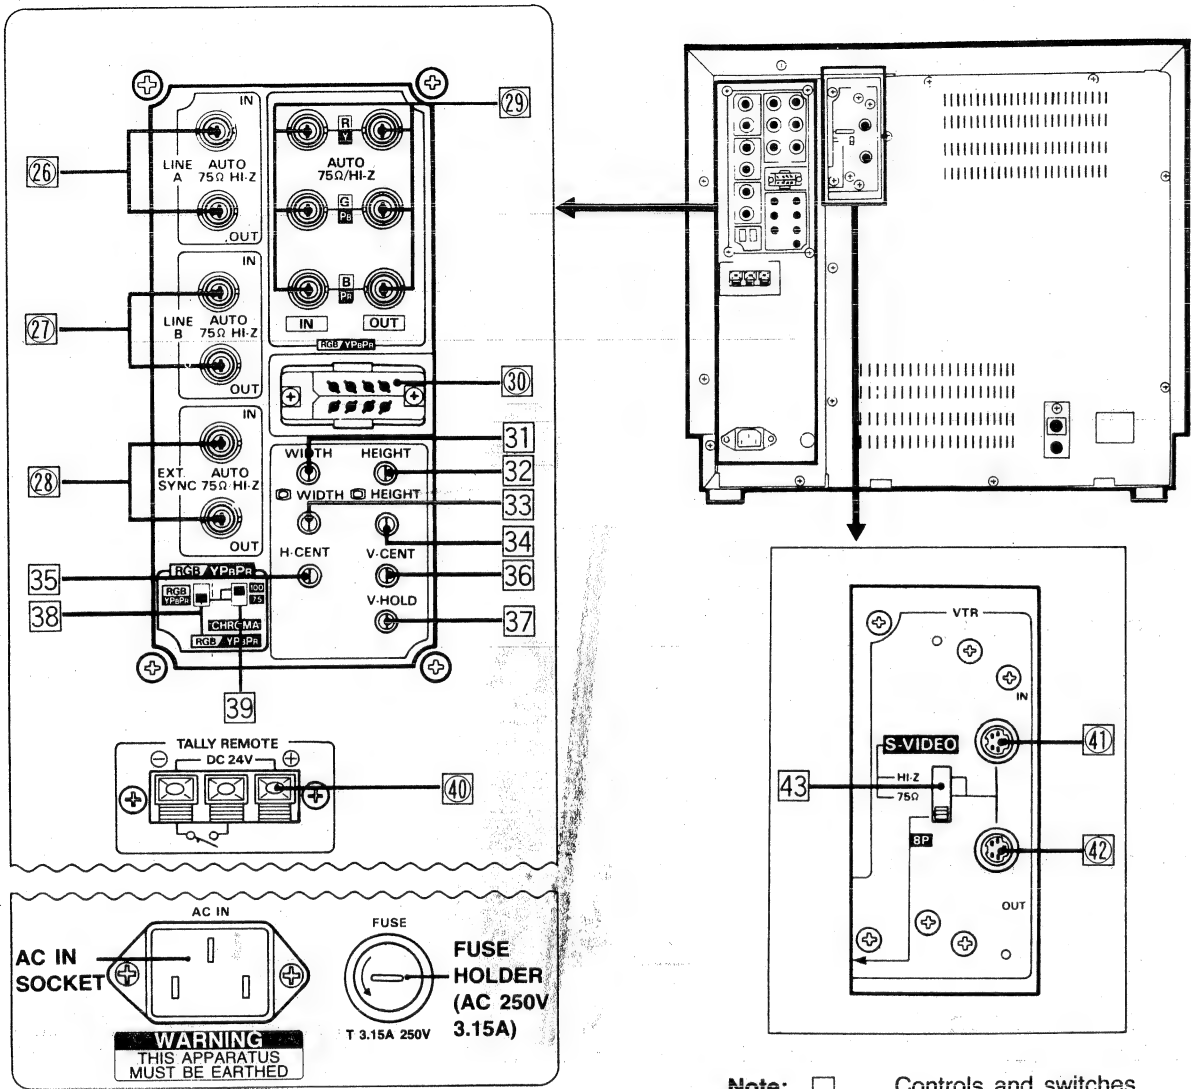 IN
LINE A
AUTO
75Ω HI-Z
OUT
26
IN
LINE B
AUTO
75Ω HI-Z
OUT
27
IN
EXT. SYNC
AUTO
75Ω HI-Z
OUT
28
R
Y
AUTO
75Ω/HI-Z
G
PB
B
PR
IN
OUT
RGB/YPBPR
29
30
WIDTH
HEIGHT
31
32
WIDTH
HEIGHT
33
34
H-CENT
V-CENT
35
36
V-HOLD
37
RGB/YPBPR
RGB
YPBPR
100
75
CHROMA
RGB/YPBPR
38
39
TALLY REMOTE
⊖ DC 24V ⊕
40
AC IN
AC IN
SOCKET
FUSE
FUSE
HOLDER
(AC 250V
3.15A)
T 3.15A 250V
WARNING
THIS APPARATUS
MUST BE EARTHED
VTR
IN
S-VIDEO
HI-Z
75Ω
8P
OUT
41
42
43
Note: □ Controls and switches